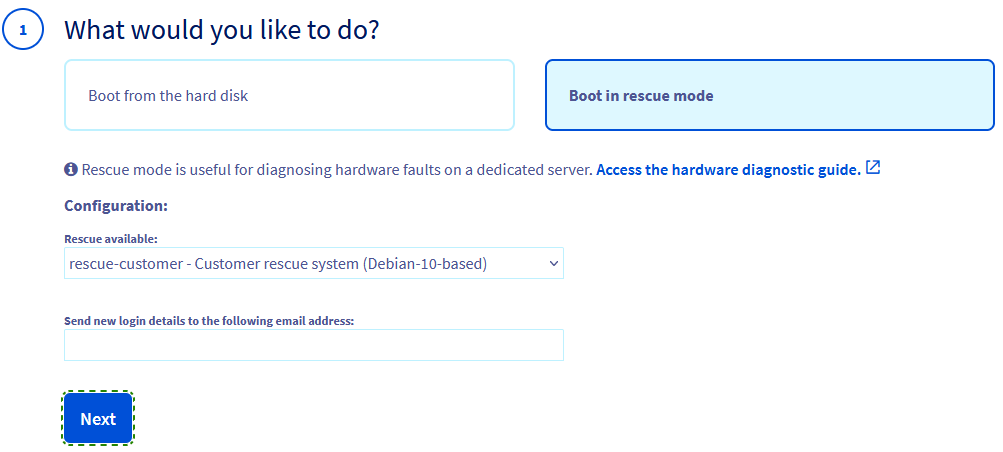 1
What would you like to do?
Boot from the hard disk
Boot in rescue mode
Rescue mode is useful for diagnosing hardware faults on a dedicated server. Access the hardware diagnostic guide.
Configuration:
Rescue available:
rescue-customer - Customer rescue system (Debian-10-based)
Send new login details to the following email address:
Next